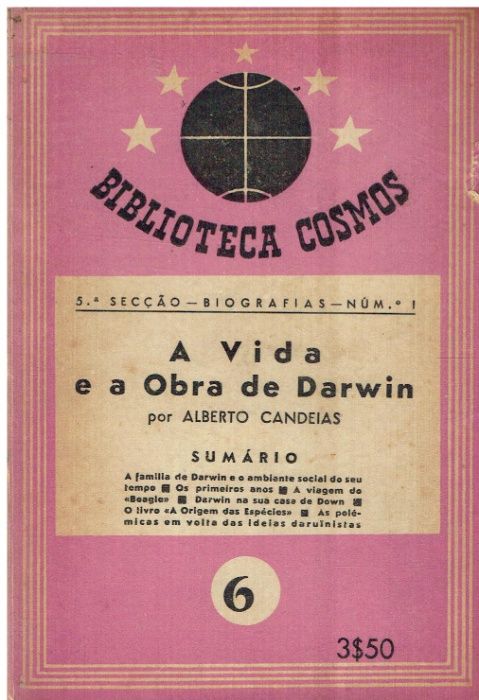 BIBLIOTECA COSMOS
5.ª SECÇÃO — BIOGRAFIAS — NÚM.º I
A Vida
e a Obra de Darwin
por ALBERTO CANDEIAS
SUMÁRIO
A família de Darwin e o ambiente social do seu
tempo ■ Os primeiros anos ■ A viagem do
«Beagle» ■ Darwin na sua casa de Down ■
O livro «A Origem das Espécies» ■ As polé-
micas em volta das ideias darwinistas
6
3$50